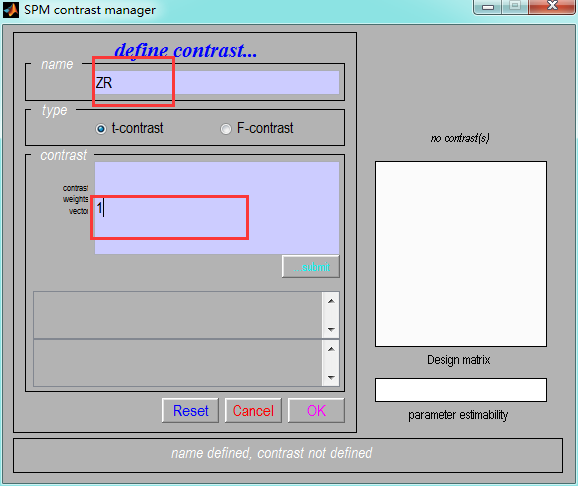 SPM contrast manager
define contrast...
name
ZR
type
t-contrast
F-contrast
no contrast(s)
contrast
contrast
weights
vector
1
...submit
Design matrix
Reset
Cancel
OK
parameter estimability
name defined, contrast not defined